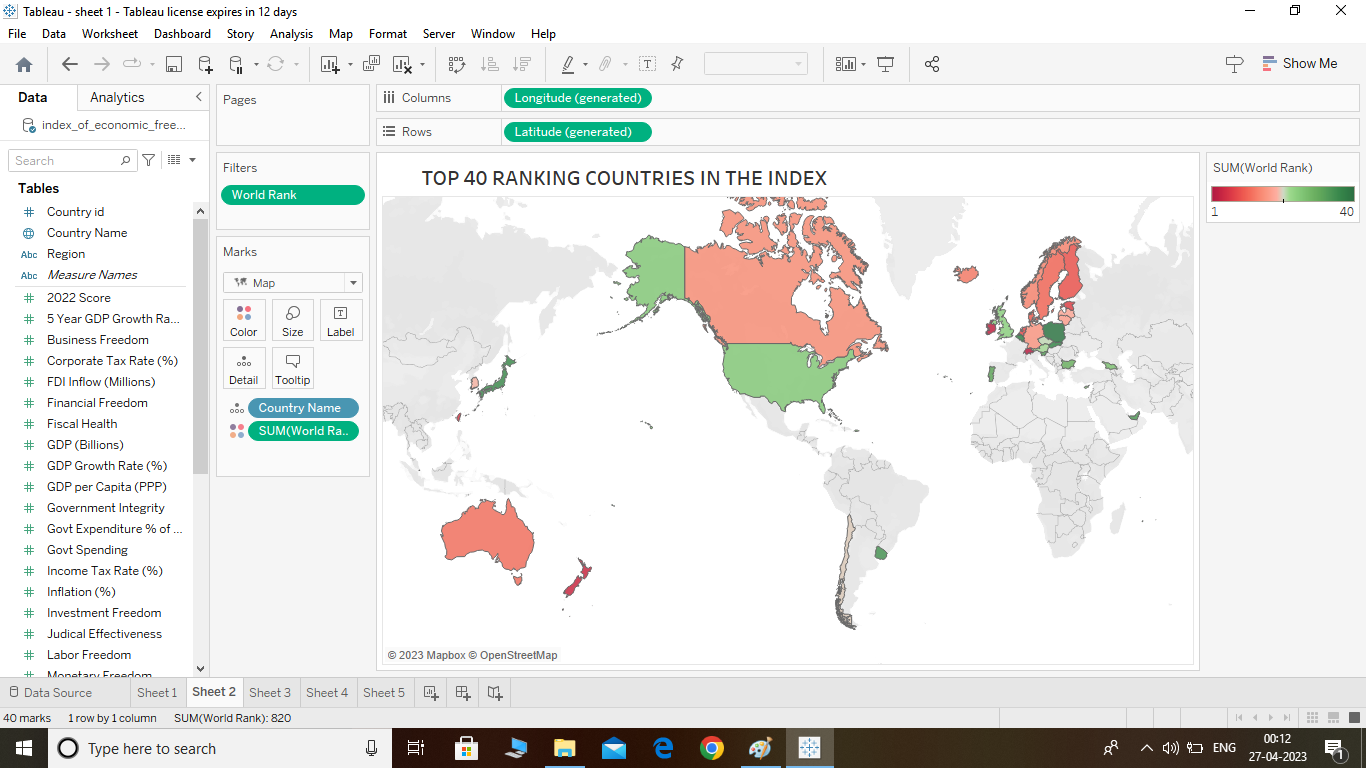 Tableau - sheet 1 - Tableau license expires in 12 days
File Data Worksheet Dashboard Story Analysis Map Format Server Window Help
Show Me
Data Analytics
index_of_economic_free...
Search
Tables
Country id
Country Name
Abc Region
Abc Measure Names
2022 Score
5 Year GDP Growth Ra...
Business Freedom
Corporate Tax Rate (%)
FDI Inflow (Millions)
Financial Freedom
Fiscal Health
GDP (Billions)
GDP Growth Rate (%)
GDP per Capita (PPP)
Government Integrity
Govt Expenditure % of ...
Govt Spending
Income Tax Rate (%)
Inflation (%)
Investment Freedom
Judical Effectiveness
Labor Freedom
Monetary Freedom
Pages
Filters
World Rank
Marks
Map
Color Size Label
Detail Tooltip
Country Name
SUM(World Ra..
Columns Longitude (generated)
Rows Latitude (generated)
TOP 40 RANKING COUNTRIES IN THE INDEX
© 2023 Mapbox © OpenStreetMap
SUM(World Rank)
1 40
Data Source Sheet 1 Sheet 2 Sheet 3 Sheet 4 Sheet 5
40 marks 1 row by 1 column SUM(World Rank): 820
Type here to search
ENG
00:12
27-04-2023
1